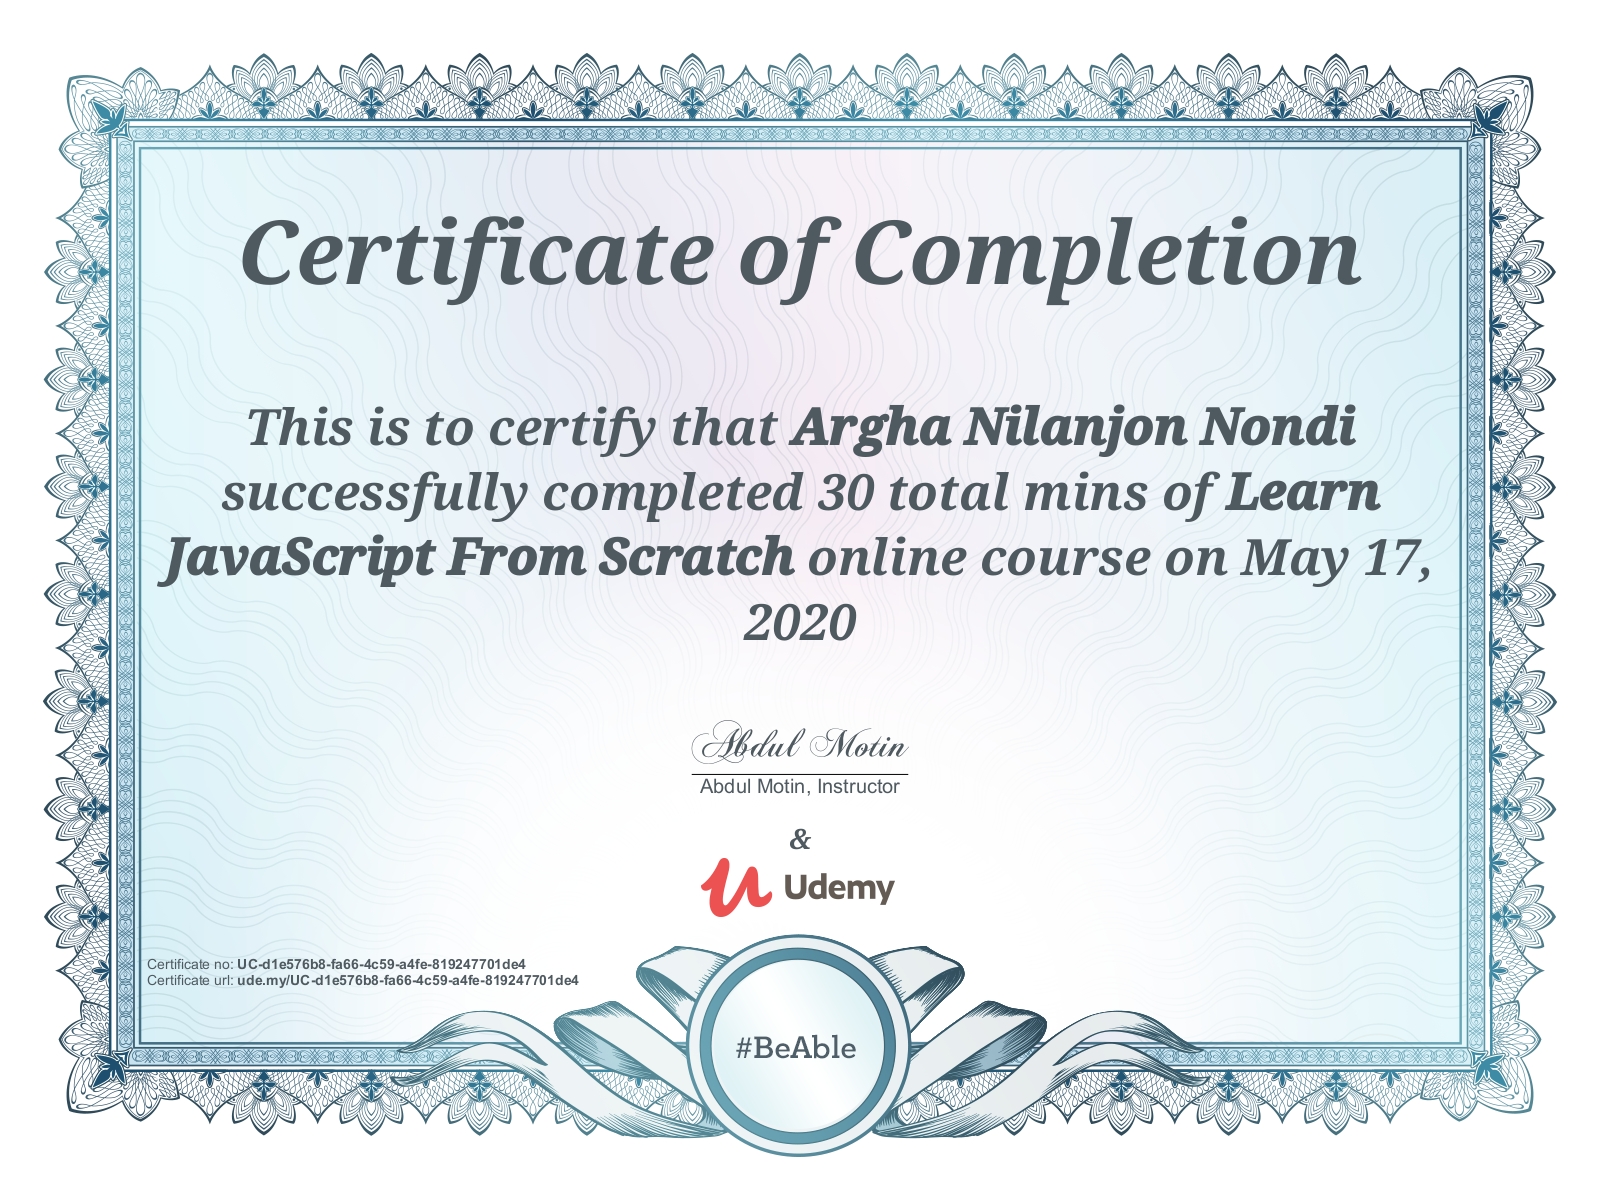 Certificate of Completion
This is to certify that Argha Nilanjon Nondi
successfully completed 30 total mins of Learn
JavaScript From Scratch online course on May 17,
2020
Abdul Motin
Abdul Motin, Instructor
&
Udemy
Certificate no: UC-d1e576b8-fa66-4c59-a4fe-819247701de4
Certificate url: ude.my/UC-d1e576b8-fa66-4c59-a4fe-819247701de4
#BeAble